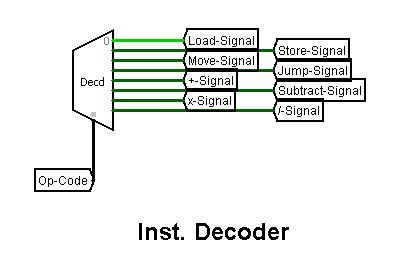 0
Load-Signal
Store-Signal
Move-Signal
Jump-Signal
Decd
+-Signal
Subtract-Signal
x-Signal
/-Signal
Op-Code
Inst. Decoder